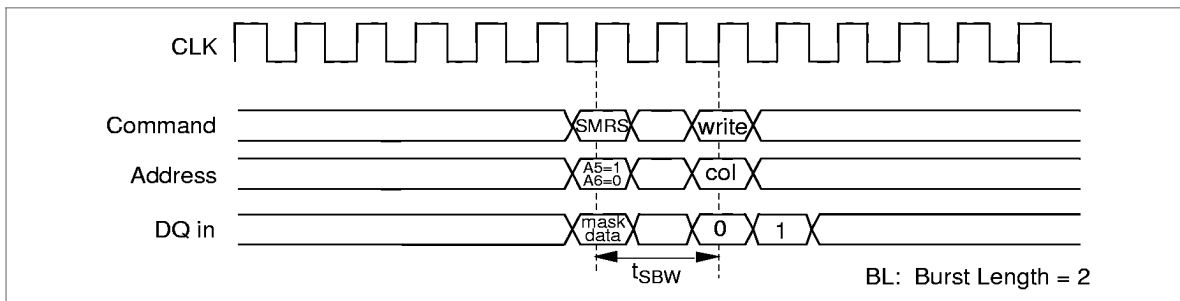 CLK
Command SMRS write
Address A5=1 col
A6=0
DQ in mask 0 1
data
tSBW
BL: Burst Length = 2